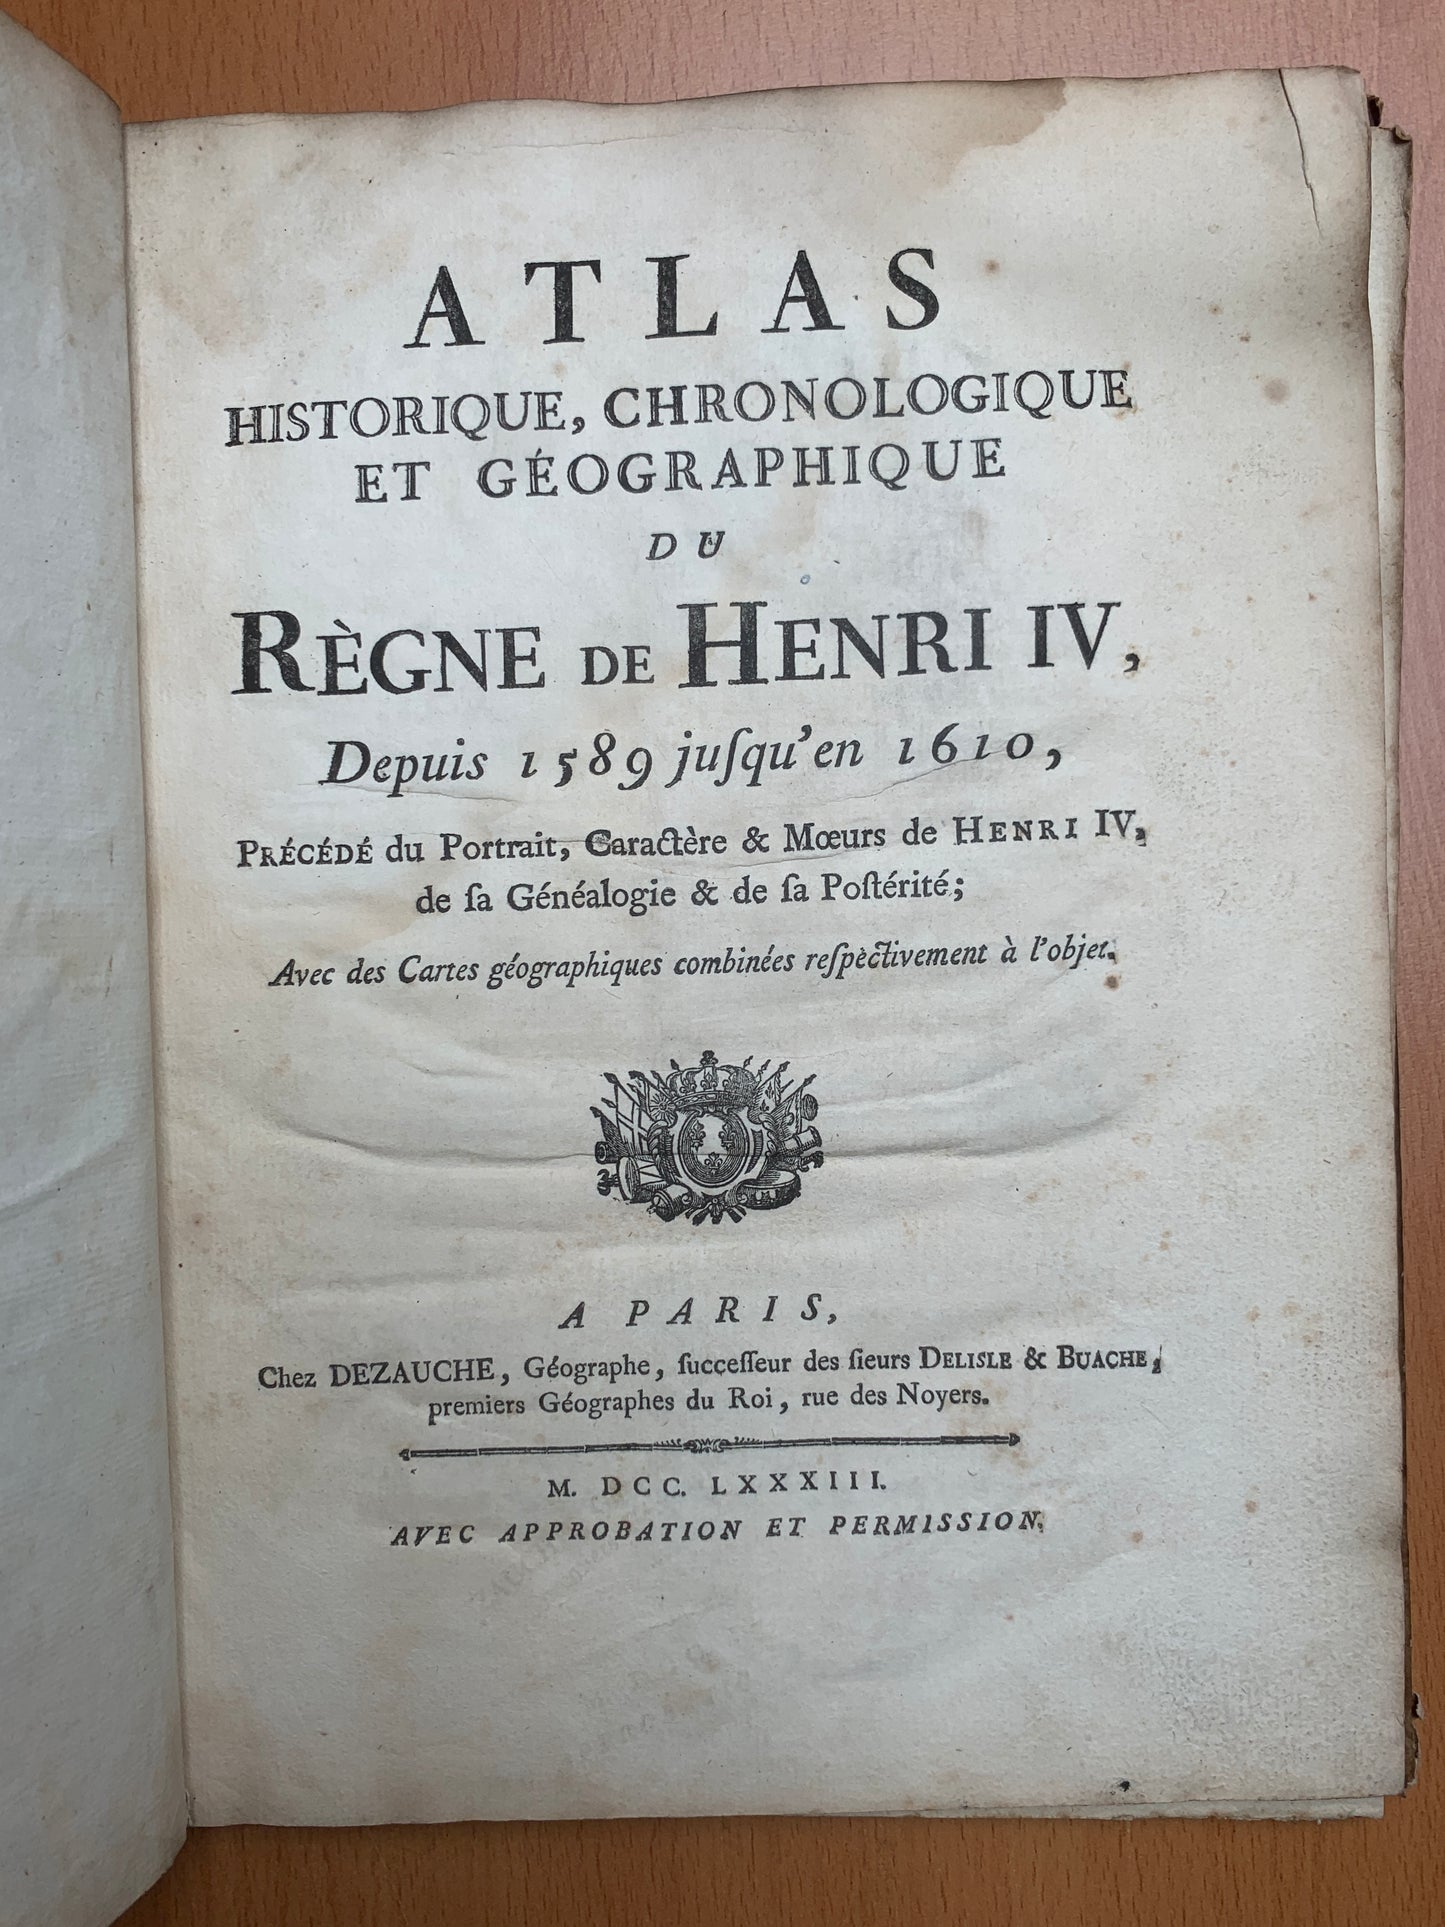 ATLAS
HISTORIQUE, CHRONOLOGIQUE
ET GÉOGRAPHIQUE
DU
RÈGNE DE HENRI IV,
Depuis 1589 juſqu'en 1610,
PRÉCÉDÉ du Portrait, Caractère & Mœurs de HENRI IV,
de ſa Généalogie & de ſa Poſtérité;
Avec des Cartes géographiques combinées reſpectivement à l'objet.
A PARIS,
Chez DEZAUCHE, Géographe, ſucceſſeur des ſieurs DELISLE & BUACHE,
premiers Géographes du Roi, rue des Noyers.
M. DCC. LXXXIII.
AVEC APPROBATION ET PERMISSION.